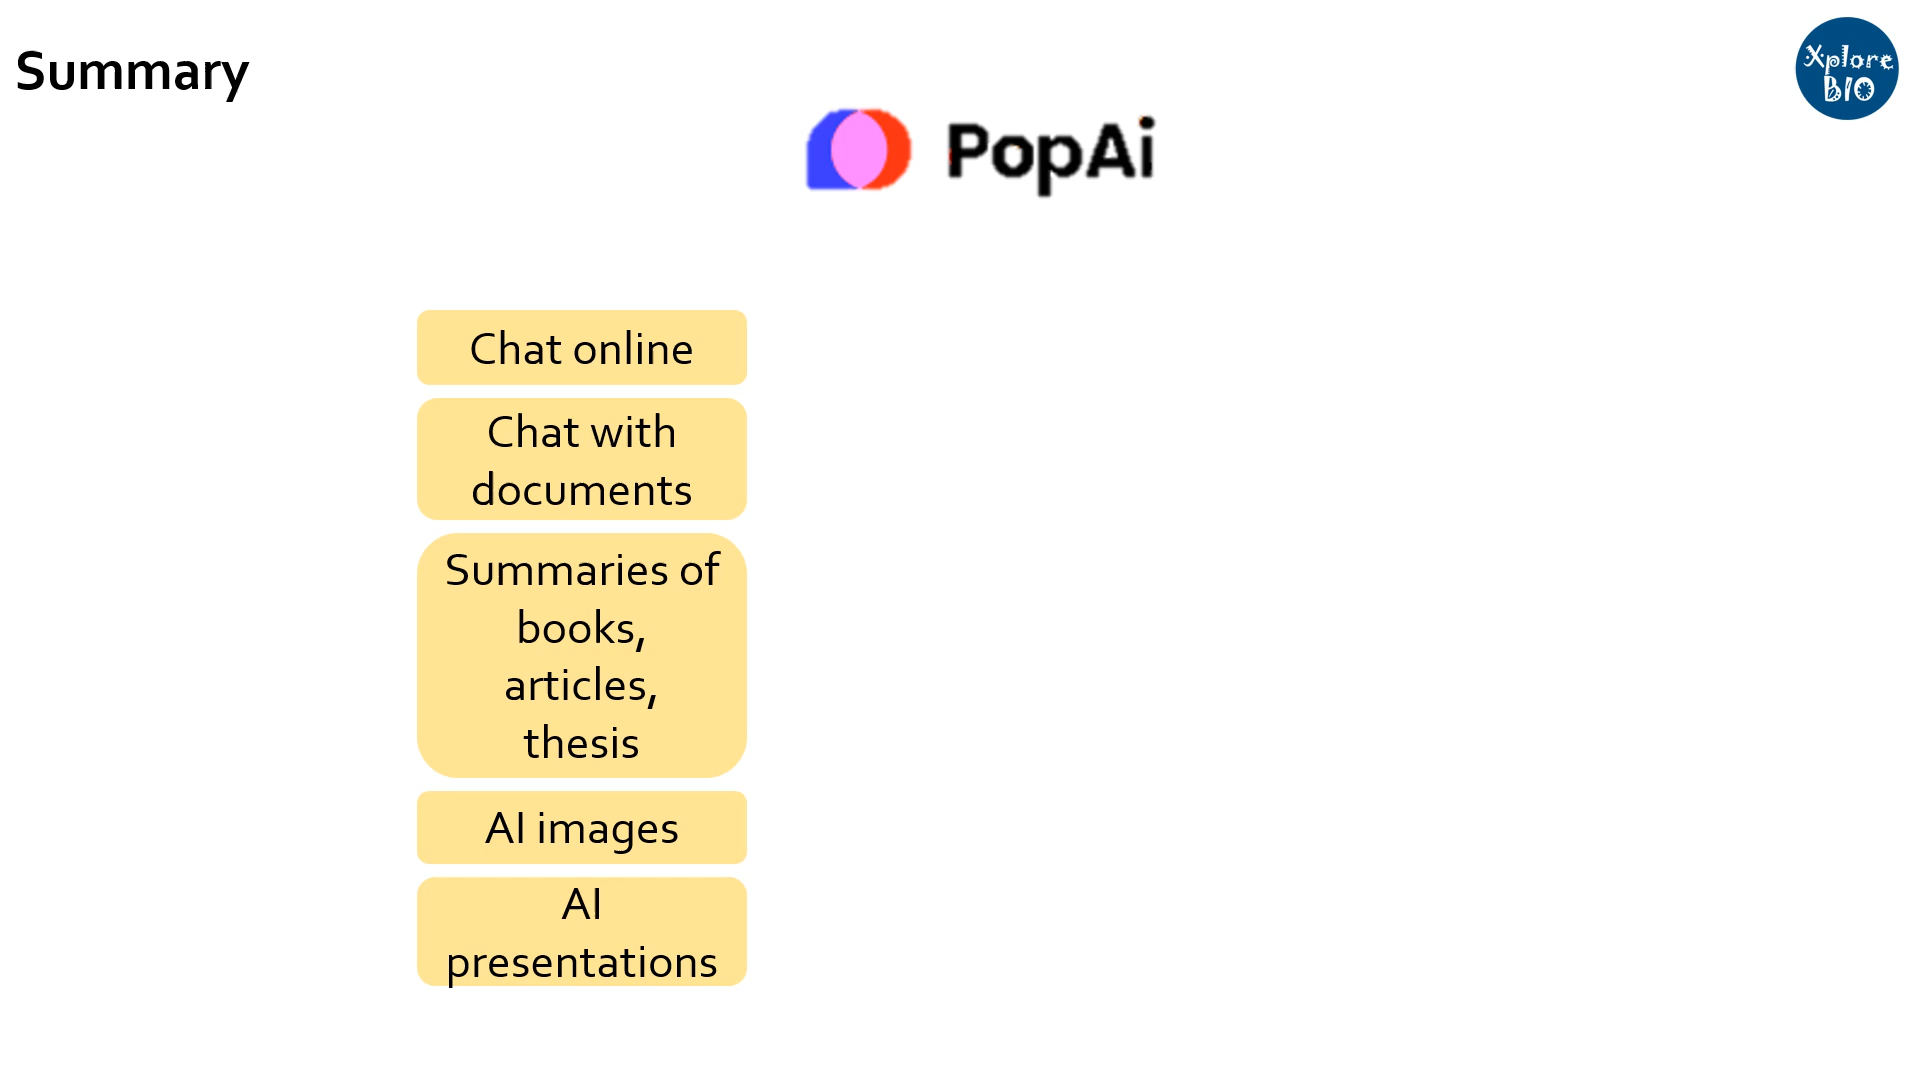 Summary
Xplore
BIO
PopAi
Chat online
Chat with
documents
Summaries of
books,
articles,
thesis
AI images
AI
presentations